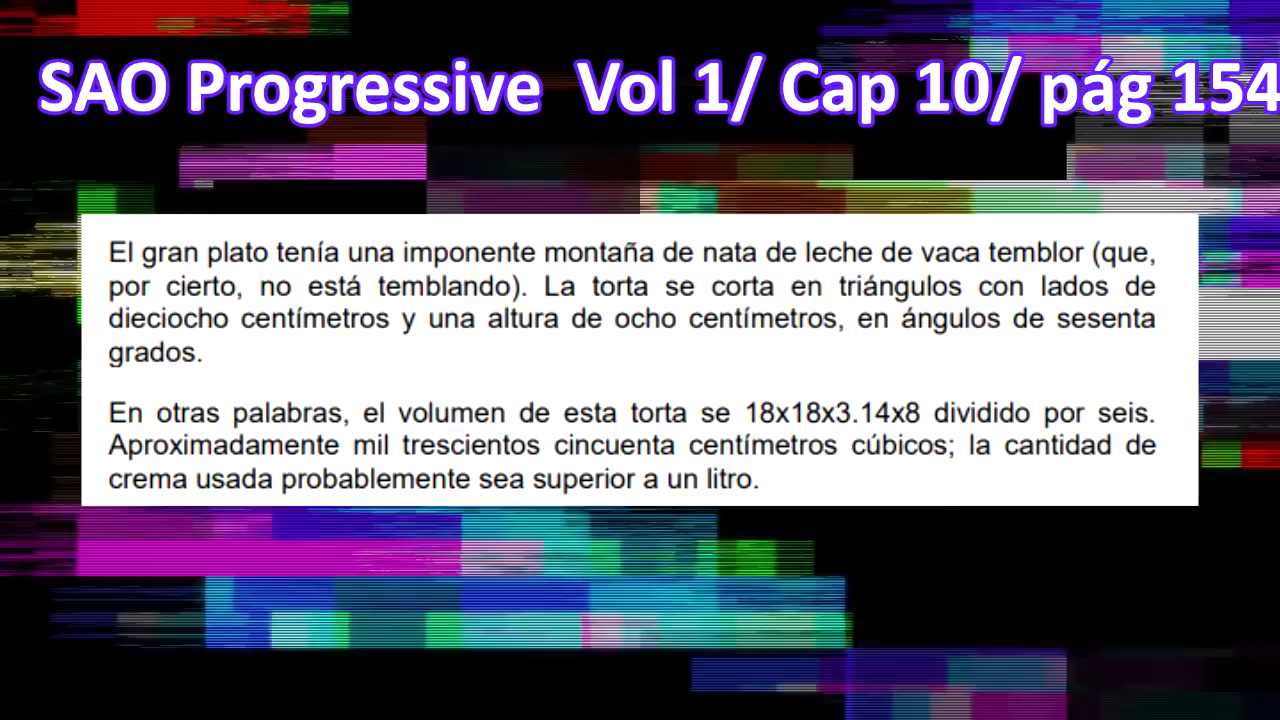 SAO Progressive Vol 1/ Cap 10/ pág 154
El gran plato tenía una imponente montaña de nata de leche de vaca temblor (que,
por cierto, no está temblando). La torta se corta en triángulos con lados de
dieciocho centímetros y una altura de ocho centímetros, en ángulos de sesenta
grados.
En otras palabras, el volumen de esta torta se 18x18x3.14x8 dividido por seis.
Aproximadamente mil trescientos cincuenta centímetros cúbicos; la cantidad de
crema usada probablemente sea superior a un litro.